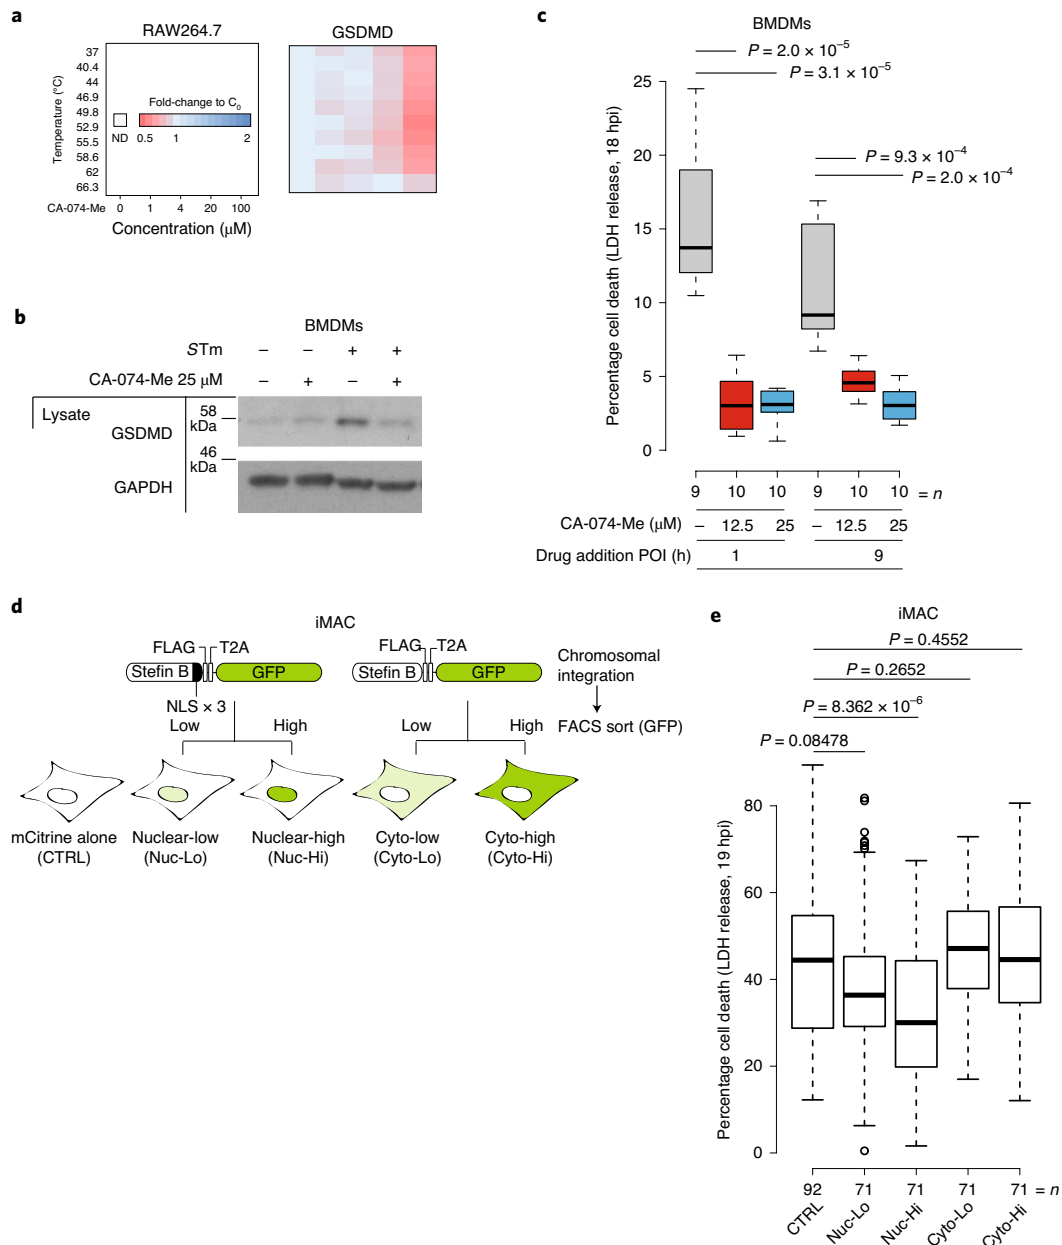 a
RAW264.7
GSDMD
Temperature (°C)
37
40.4
44
46.9
49.8
52.9
55.5
58.6
62
66.3
Fold-change to C0
ND 0.5 1 2
CA-074-Me 0 1 4 20 100
Concentration (μM)
b
BMDMs
STm – – + +
CA-074-Me 25 μM – + – +
Lysate
GSDMD
58 kDa
46 kDa
GAPDH
c
BMDMs
P = 2.0 × 10⁻⁵
P = 3.1 × 10⁻⁵
P = 9.3 × 10⁻⁴
P = 2.0 × 10⁻⁴
Percentage cell death (LDH release, 18 hpi)
25
20
15
10
5
0
9 10 10 9 10 10 = n
CA-074-Me (μM) – 12.5 25 – 12.5 25
Drug addition POI (h) 1 9
d
iMAC
FLAG T2A
Stefin B GFP
NLS × 3
FLAG T2A
Stefin B GFP
Chromosomal
integration
FACS sort (GFP)
Low High
Low High
mCitrine alone
(CTRL)
Nuclear-low
(Nuc-Lo)
Nuclear-high
(Nuc-Hi)
Cyto-low
(Cyto-Lo)
Cyto-high
(Cyto-Hi)
e
iMAC
P = 0.4552
P = 0.2652
P = 8.362 × 10⁻⁶
P = 0.08478
Percentage cell death (LDH release, 19 hpi)
80
60
40
20
0
92 71 71 71 71 = n
CTRL Nuc-Lo Nuc-Hi Cyto-Lo Cyto-Hi